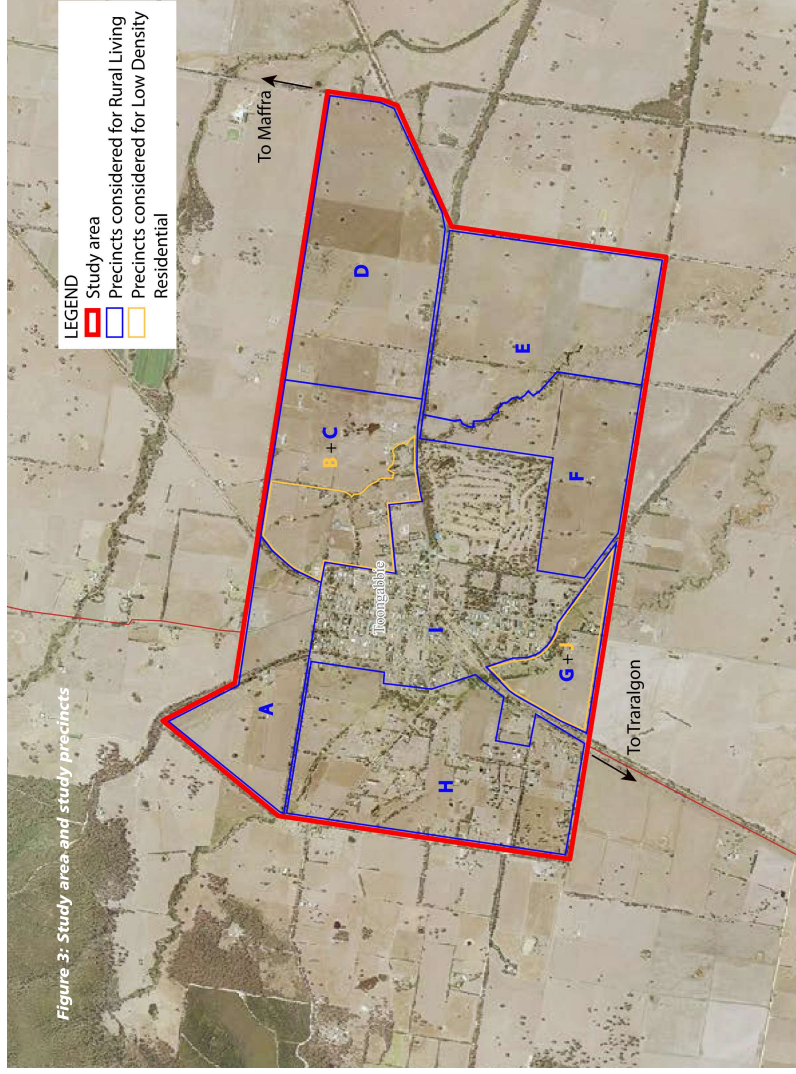 Figure 3: Study area and study precincts
LEGEND
Study area
Precincts considered for Rural Living
Precincts considered for Low Density
Residential
To Maffra
A
B + C
D
Toongabbie
I
E
H
G + J
F
To Traralgon